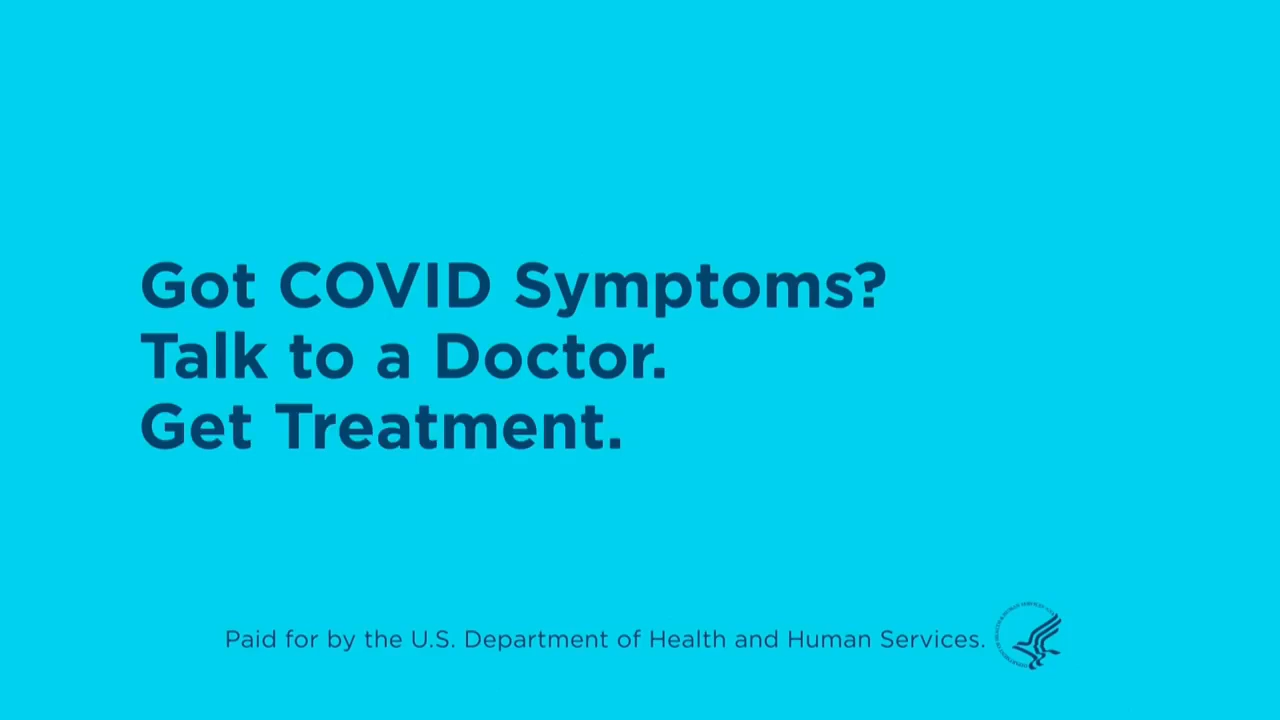 Got COVID Symptoms?
Talk to a Doctor.
Get Treatment.
Paid for by the U.S. Department of Health and Human Services.